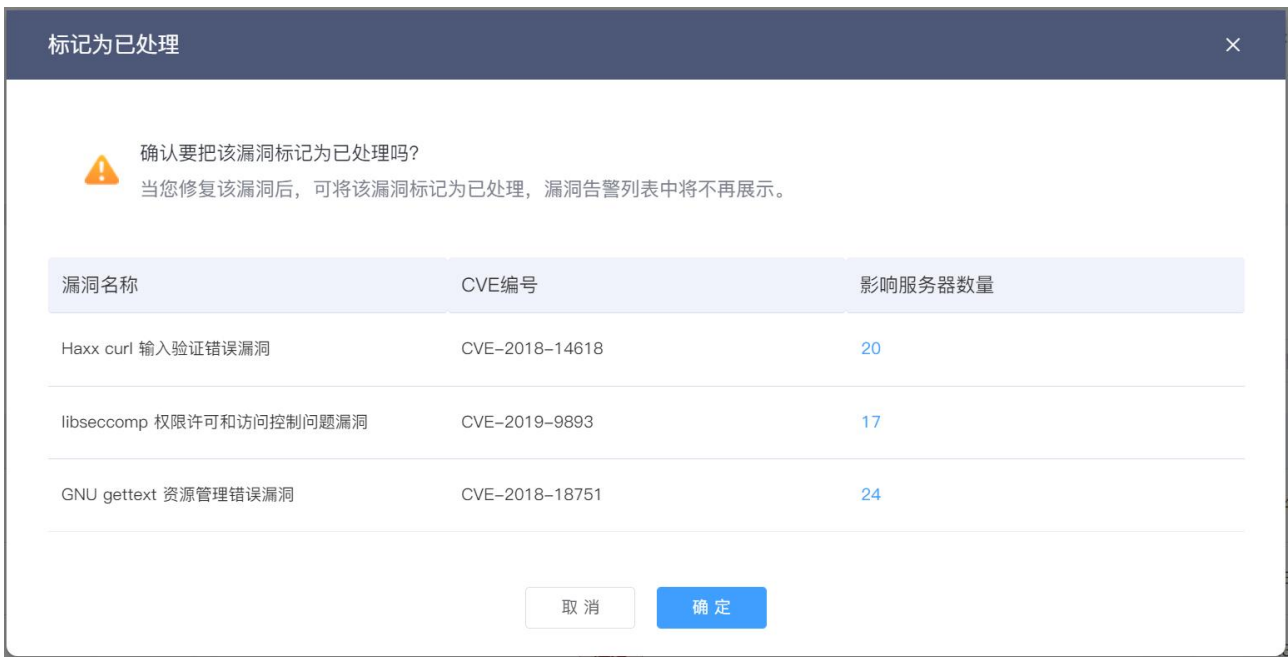 标记为已处理
确认要把该漏洞标记为已处理吗?
当您修复该漏洞后，可将该漏洞标记为已处理，漏洞告警列表中将不再展示。
漏洞名称 CVE编号 影响服务器数量
Haxx curl 输入验证错误漏洞 CVE-2018-14618 20
libseccomp 权限许可和访问控制问题漏洞 CVE-2019-9893 17
GNU gettext 资源管理错误漏洞 CVE-2018-18751 24
取消 确定